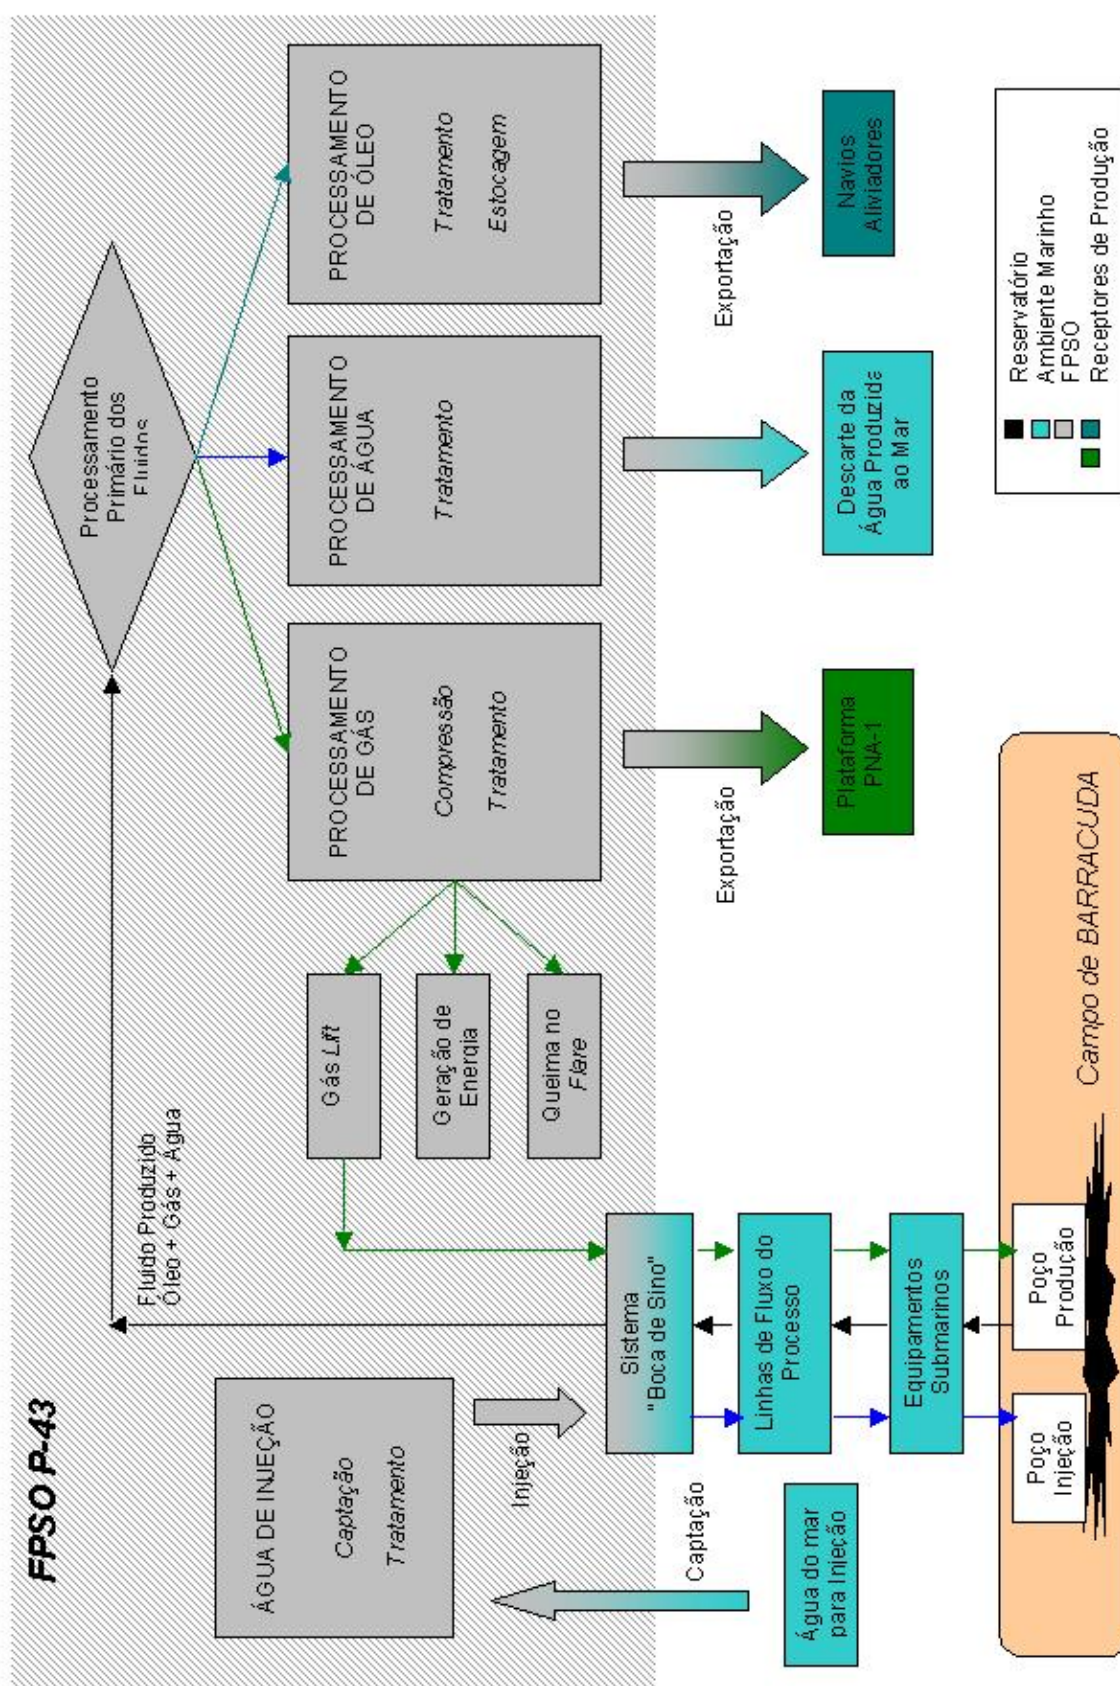 FPSO P-43
Fluido Produzido
Óleo + Gás + Água
Processamento
Primário dos
Fluidos
ÁGUA DE INJEÇÃO
Captação
Tratamento
Gás Lift
Geração de
Energia
Queima no
Flare
PROCESSAMENTO
DE GÁS
Compressão
Tratamento
PROCESSAMENTO
DE ÁGUA
Tratamento
PROCESSAMENTO
DE ÓLEO
Tratamento
Estocagem
Injeção
Captação
Exportação
Exportação
Sistema
"Boca de Sino"
Linhas de Fluxo do
Processo
Equipamentos
Submarinos
Água do mar
para Injeção
Plataforma
PNA-1
Descarte da
Água Produzida
ao Mar
Navios
Aliviadores
Poço
Injeção
Poço
Produção
Campo de BARRACUDA
Reservatório
Ambiente Marinho
FPSO
Receptores de Produção